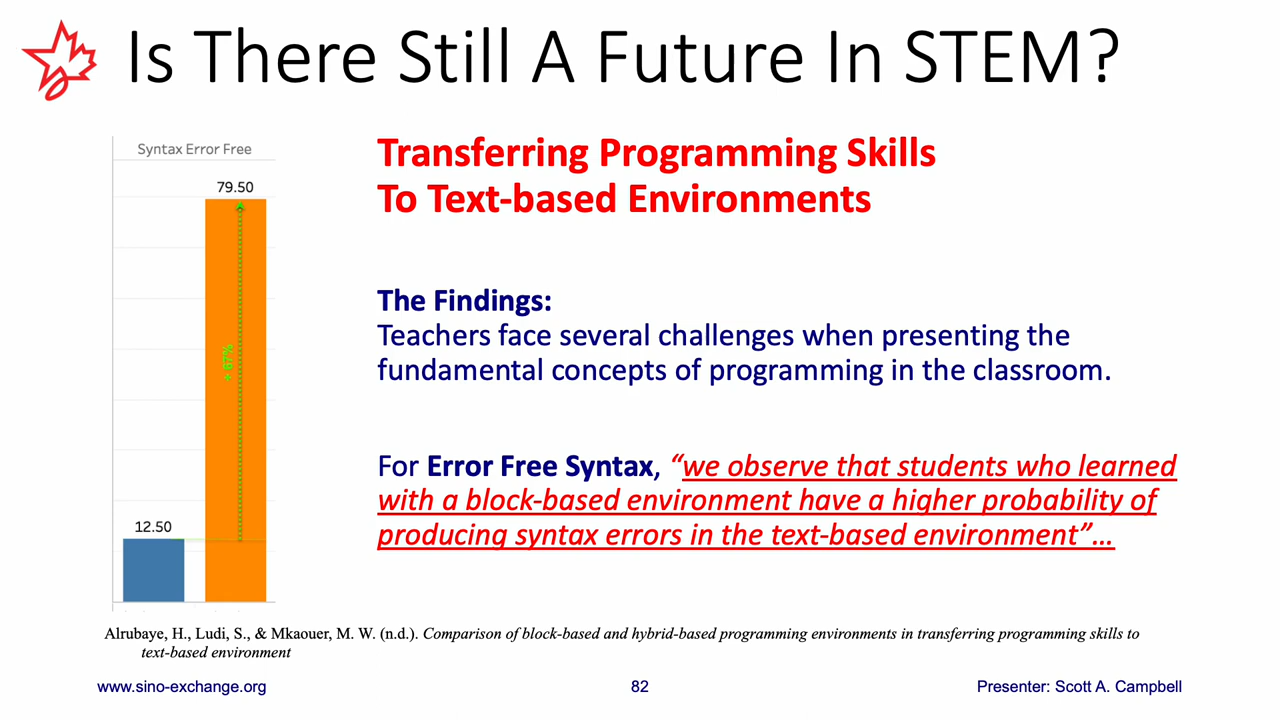 Is There Still A Future In STEM?
Syntax Error Free
79.50
+ 67%
12.50
Transferring Programming Skills
To Text-based Environments
The Findings:
Teachers face several challenges when presenting the
fundamental concepts of programming in the classroom.
For Error Free Syntax, “we observe that students who learned
with a block-based environment have a higher probability of
producing syntax errors in the text-based environment”…
Alrubaye, H., Ludi, S., & Mkaouer, M. W. (n.d.). Comparison of block-based and hybrid-based programming environments in transferring programming skills to
text-based environment
www.sino-exchange.org
82
Presenter: Scott A. Campbell